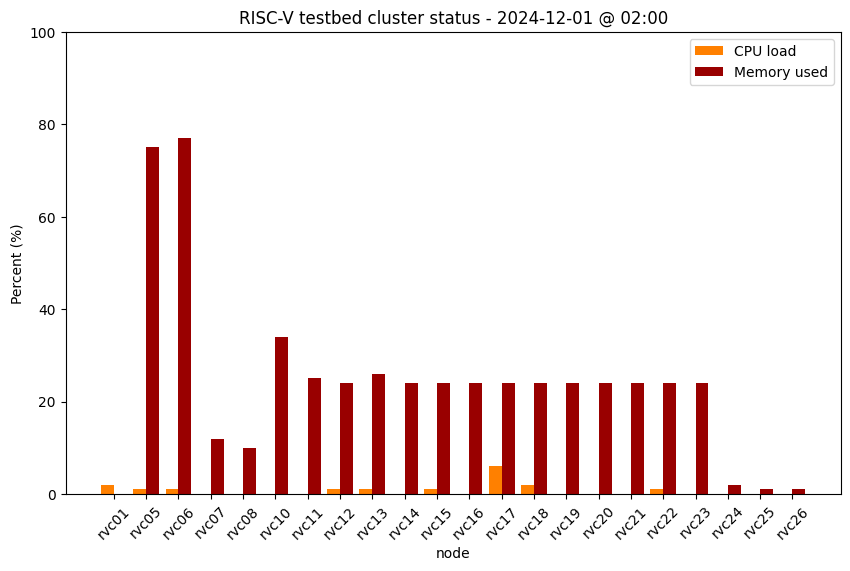 RISC-V testbed cluster status - 2024-12-01 @ 02:00
CPU load
Memory used
Percent (%)
100
80
60
40
20
0
rvc01 rvc05 rvc06 rvc07 rvc08 rvc10 rvc11 rvc12 rvc13 rvc14 rvc15 rvc16 rvc17 rvc18 rvc19 rvc20 rvc21 rvc22 rvc23 rvc24 rvc25 rvc26
node